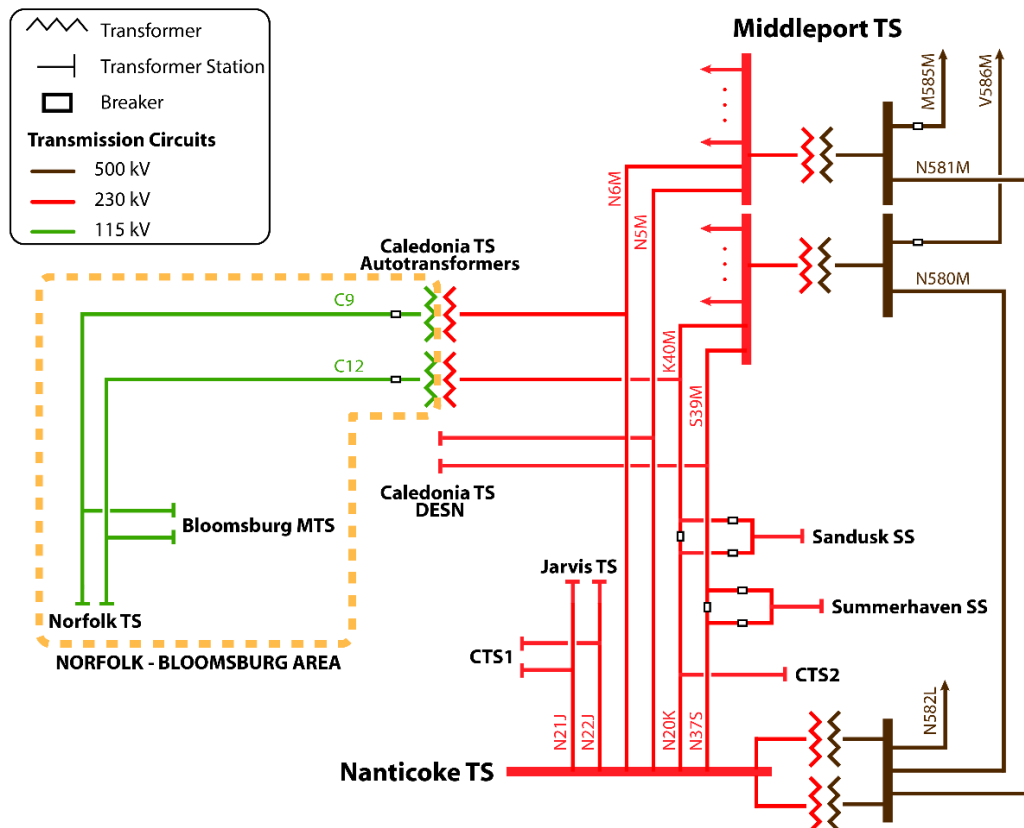 Transformer
Transformer Station
Breaker
Transmission Circuits
500 kV
230 kV
115 kV
Middleport TS
M585M
V586M
N581M
N6M
N5M
N580M
Caledonia TS
Autotransformers
C9
K40M
C12
S39M
Caledonia TS
DESN
Bloomsburg MTS
Sandusk SS
Jarvis TS
Summerhaven SS
Norfolk TS
NORFOLK - BLOOMSBURG AREA
CTS1
CTS2
N21J
N22J
N20K
N37S
N582L
Nanticoke TS